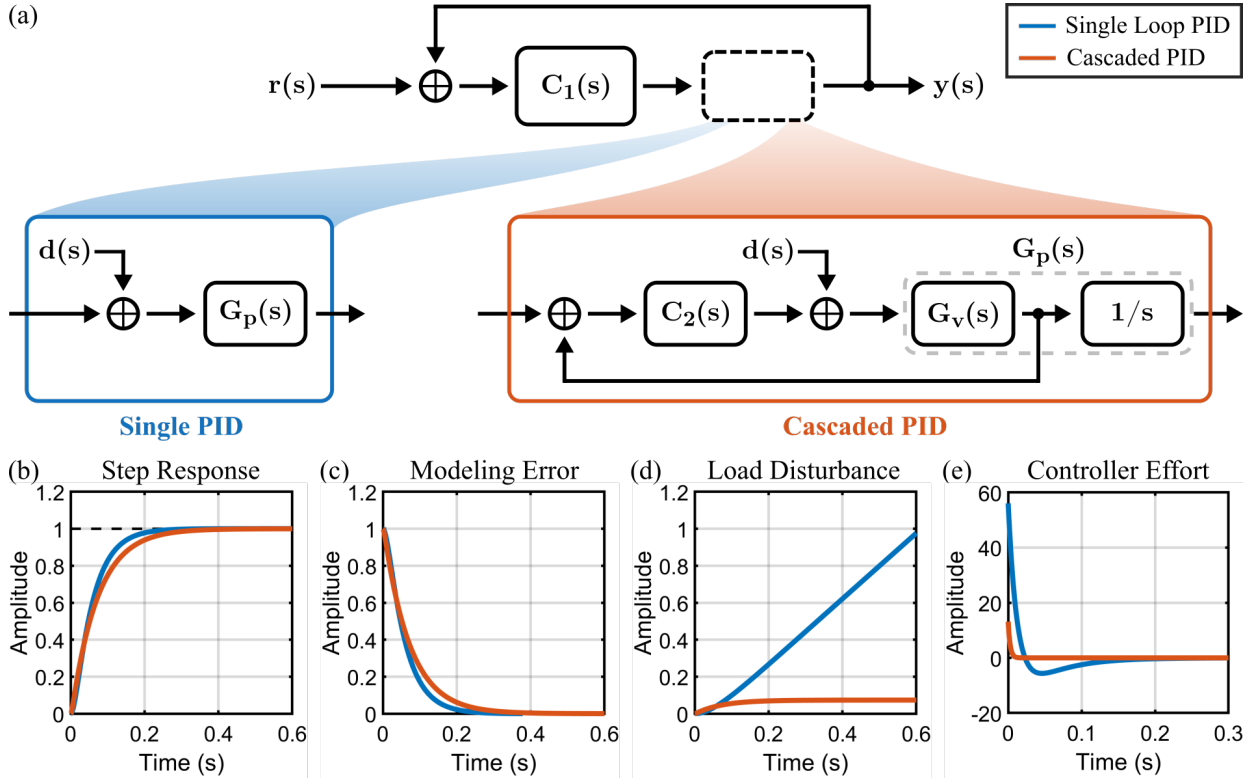 (a)
Single Loop PID
Cascaded PID
r(s)
C₁(s)
y(s)
d(s)
Gₚ(s)
Single PID
d(s)
Gₚ(s)
C₂(s)
Gᵥ(s)
1/s
Cascaded PID
(b) Step Response
1.2
1
0.8
0.6
0.4
0.2
0
Amplitude
0 0.2 0.4 0.6
Time (s)
(c) Modeling Error
1.2
1
0.8
0.6
0.4
0.2
0
Amplitude
0 0.2 0.4 0.6
Time (s)
(d) Load Disturbance
1.2
1
0.8
0.6
0.4
0.2
0
Amplitude
0 0.2 0.4 0.6
Time (s)
(e) Controller Effort
60
40
20
0
-20
Amplitude
0 0.1 0.2 0.3
Time (s)